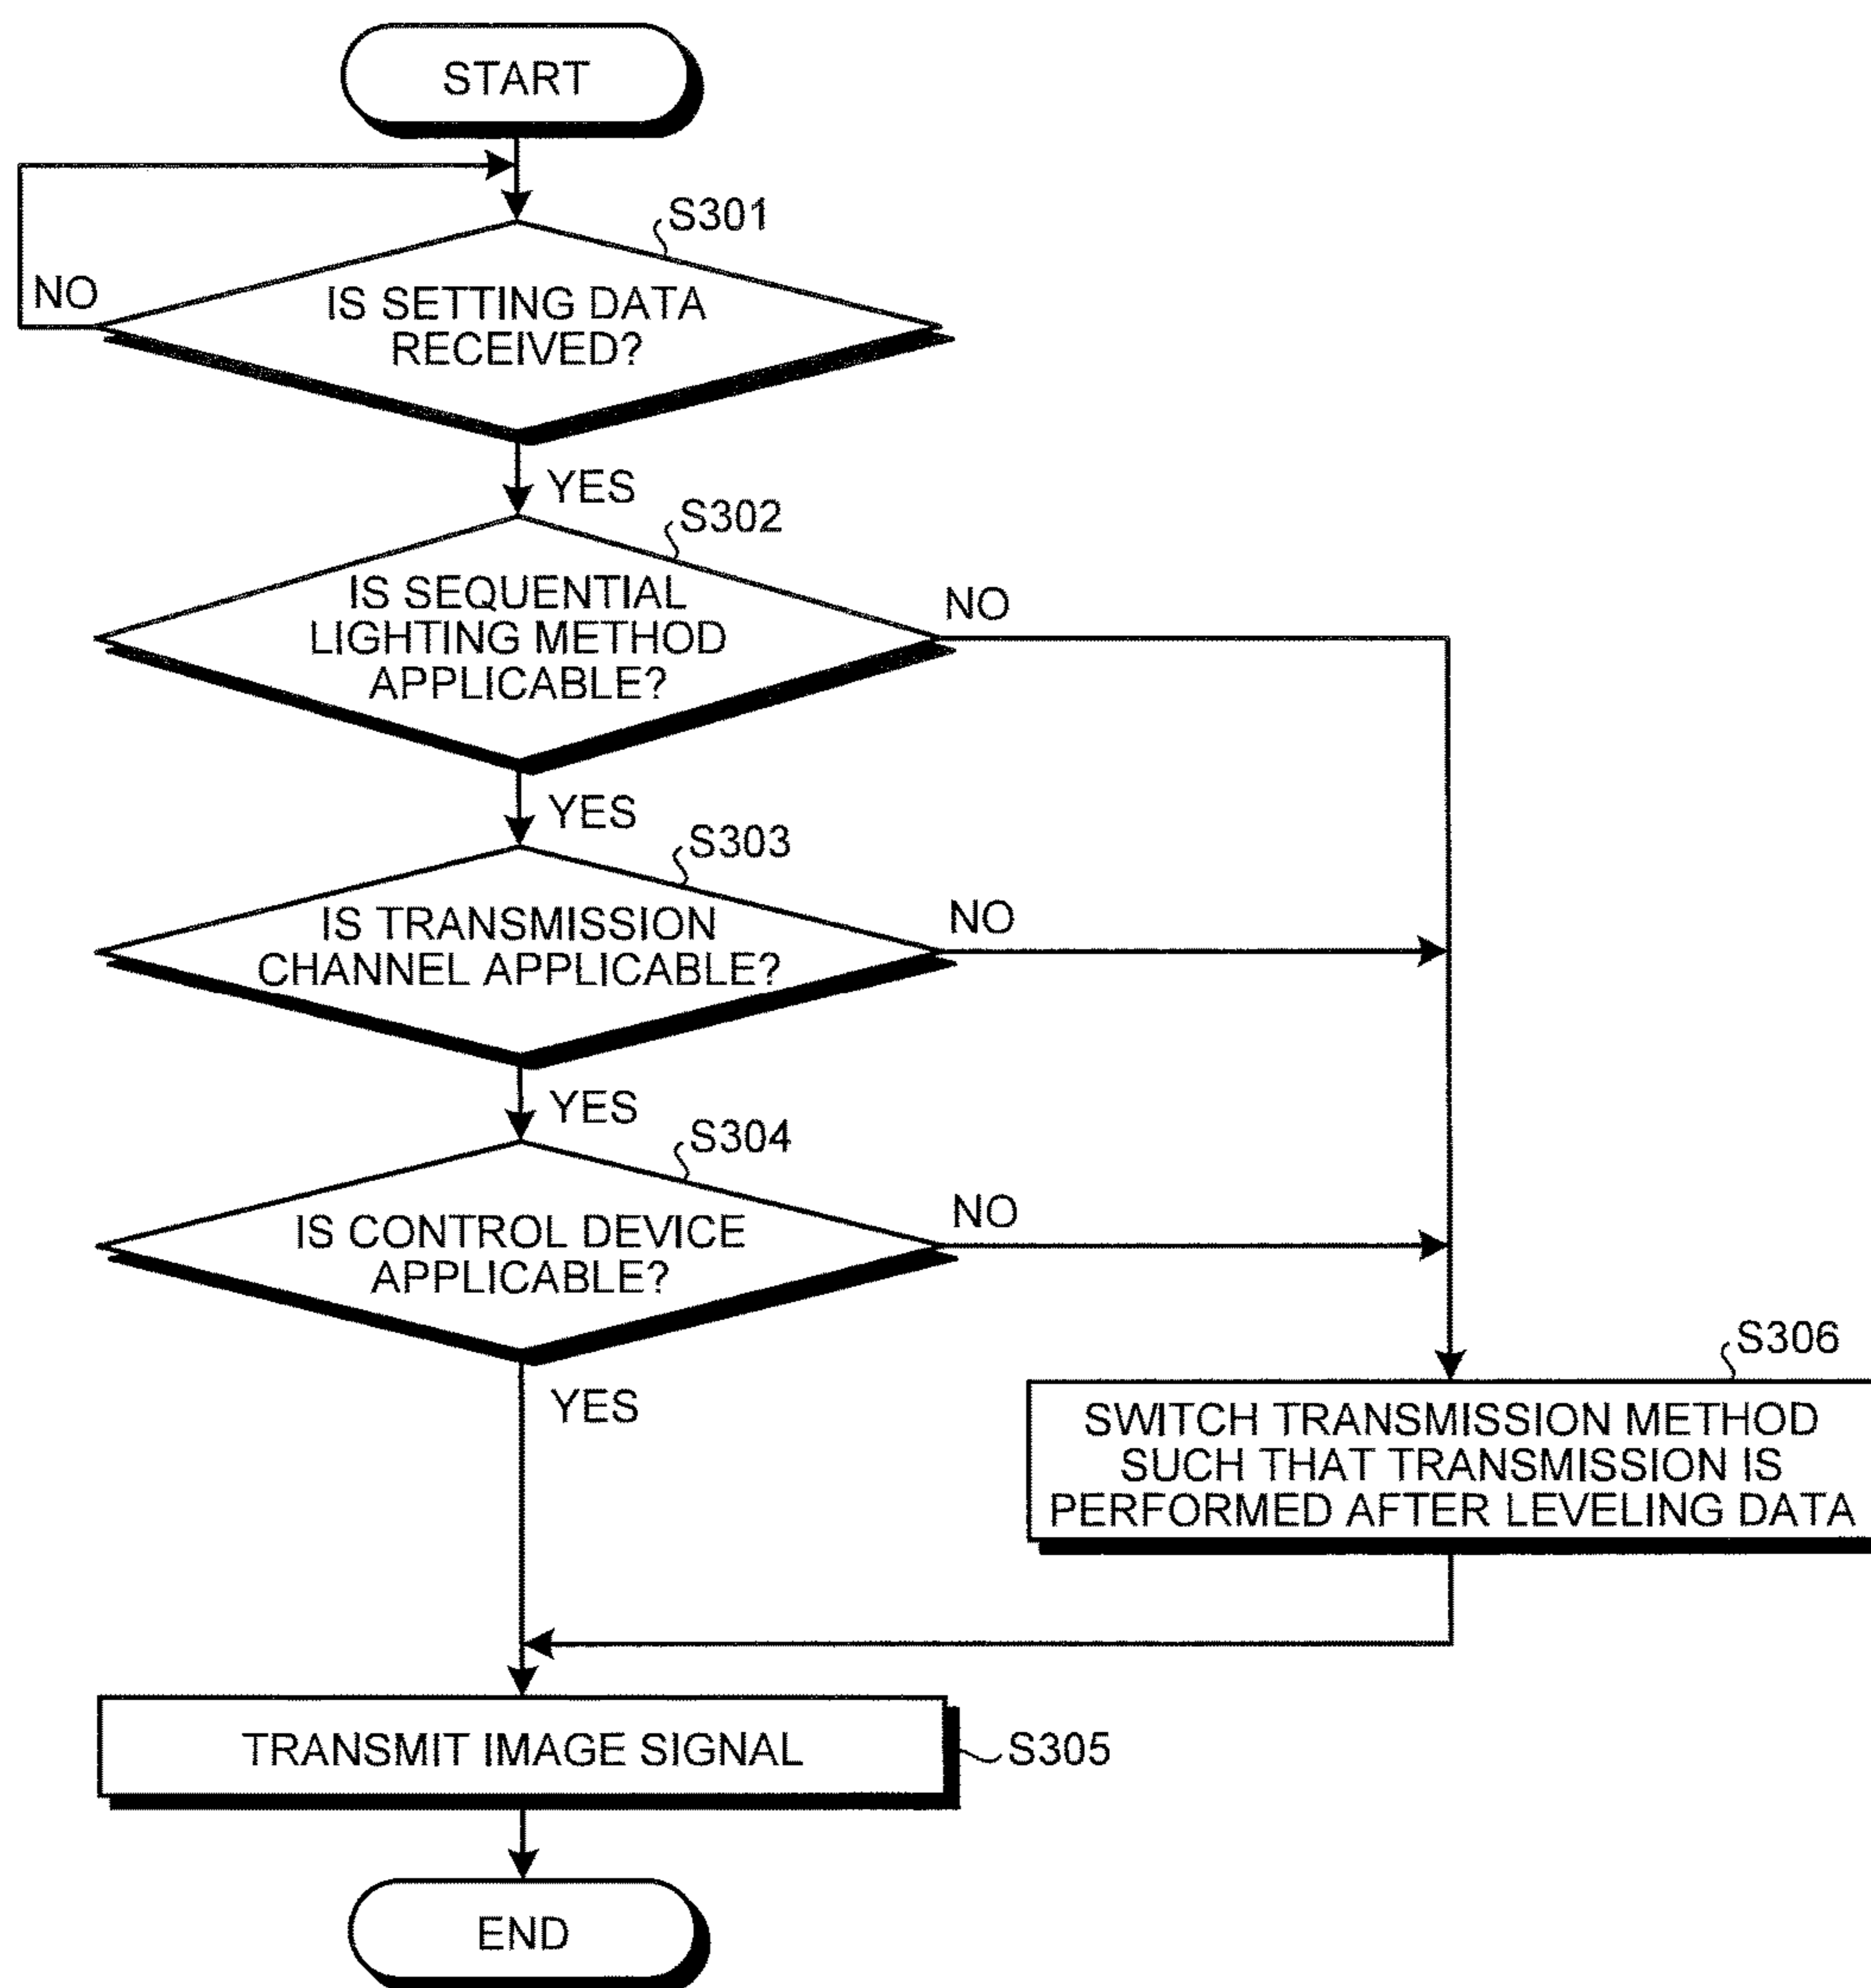 START
S301
NO
IS SETTING DATA
RECEIVED?
YES
S302
IS SEQUENTIAL
LIGHTING METHOD
APPLICABLE?
NO
YES
S303
IS TRANSMISSION
CHANNEL APPLICABLE?
NO
YES
S304
IS CONTROL DEVICE
APPLICABLE?
NO
YES
S306
SWITCH TRANSMISSION METHOD
SUCH THAT TRANSMISSION IS
PERFORMED AFTER LEVELING DATA
TRANSMIT IMAGE SIGNAL
S305
END